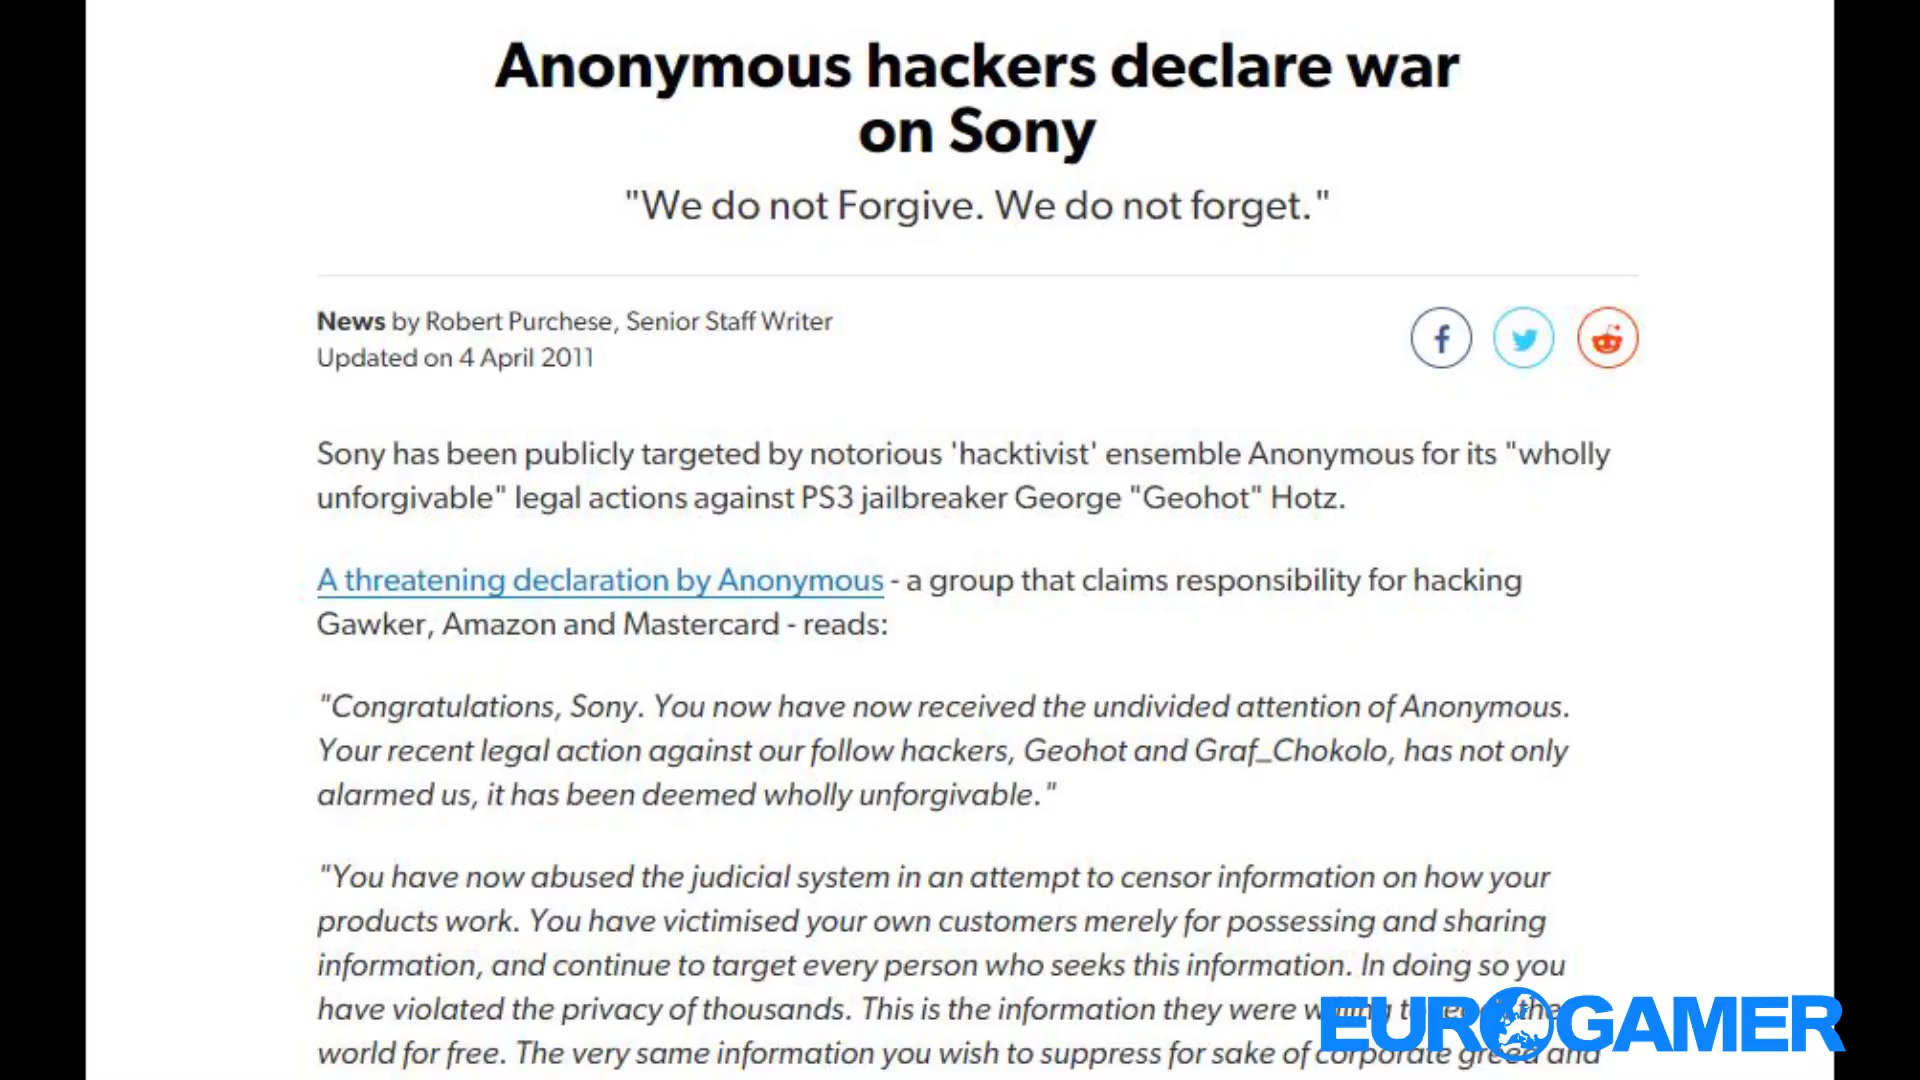 Anonymous hackers declare war
on Sony
"We do not Forgive. We do not forget."
News by Robert Purchese, Senior Staff Writer
Updated on 4 April 2011
Sony has been publicly targeted by notorious 'hacktivist' ensemble Anonymous for its "wholly
unforgivable" legal actions against PS3 jailbreaker George "Geohot" Hotz.
A threatening declaration by Anonymous - a group that claims responsibility for hacking
Gawker, Amazon and Mastercard - reads:
"Congratulations, Sony. You now have now received the undivided attention of Anonymous.
Your recent legal action against our follow hackers, Geohot and Graf_Chokolo, has not only
alarmed us, it has been deemed wholly unforgivable."
"You have now abused the judicial system in an attempt to censor information on how your
products work. You have victimised your own customers merely for possessing and sharing
information, and continue to target every person who seeks this information. In doing so you
have violated the privacy of thousands. This is the information they were willing to the
world for free. The very same information you wish to suppress for sake of corporate greed and
EUROGAMER